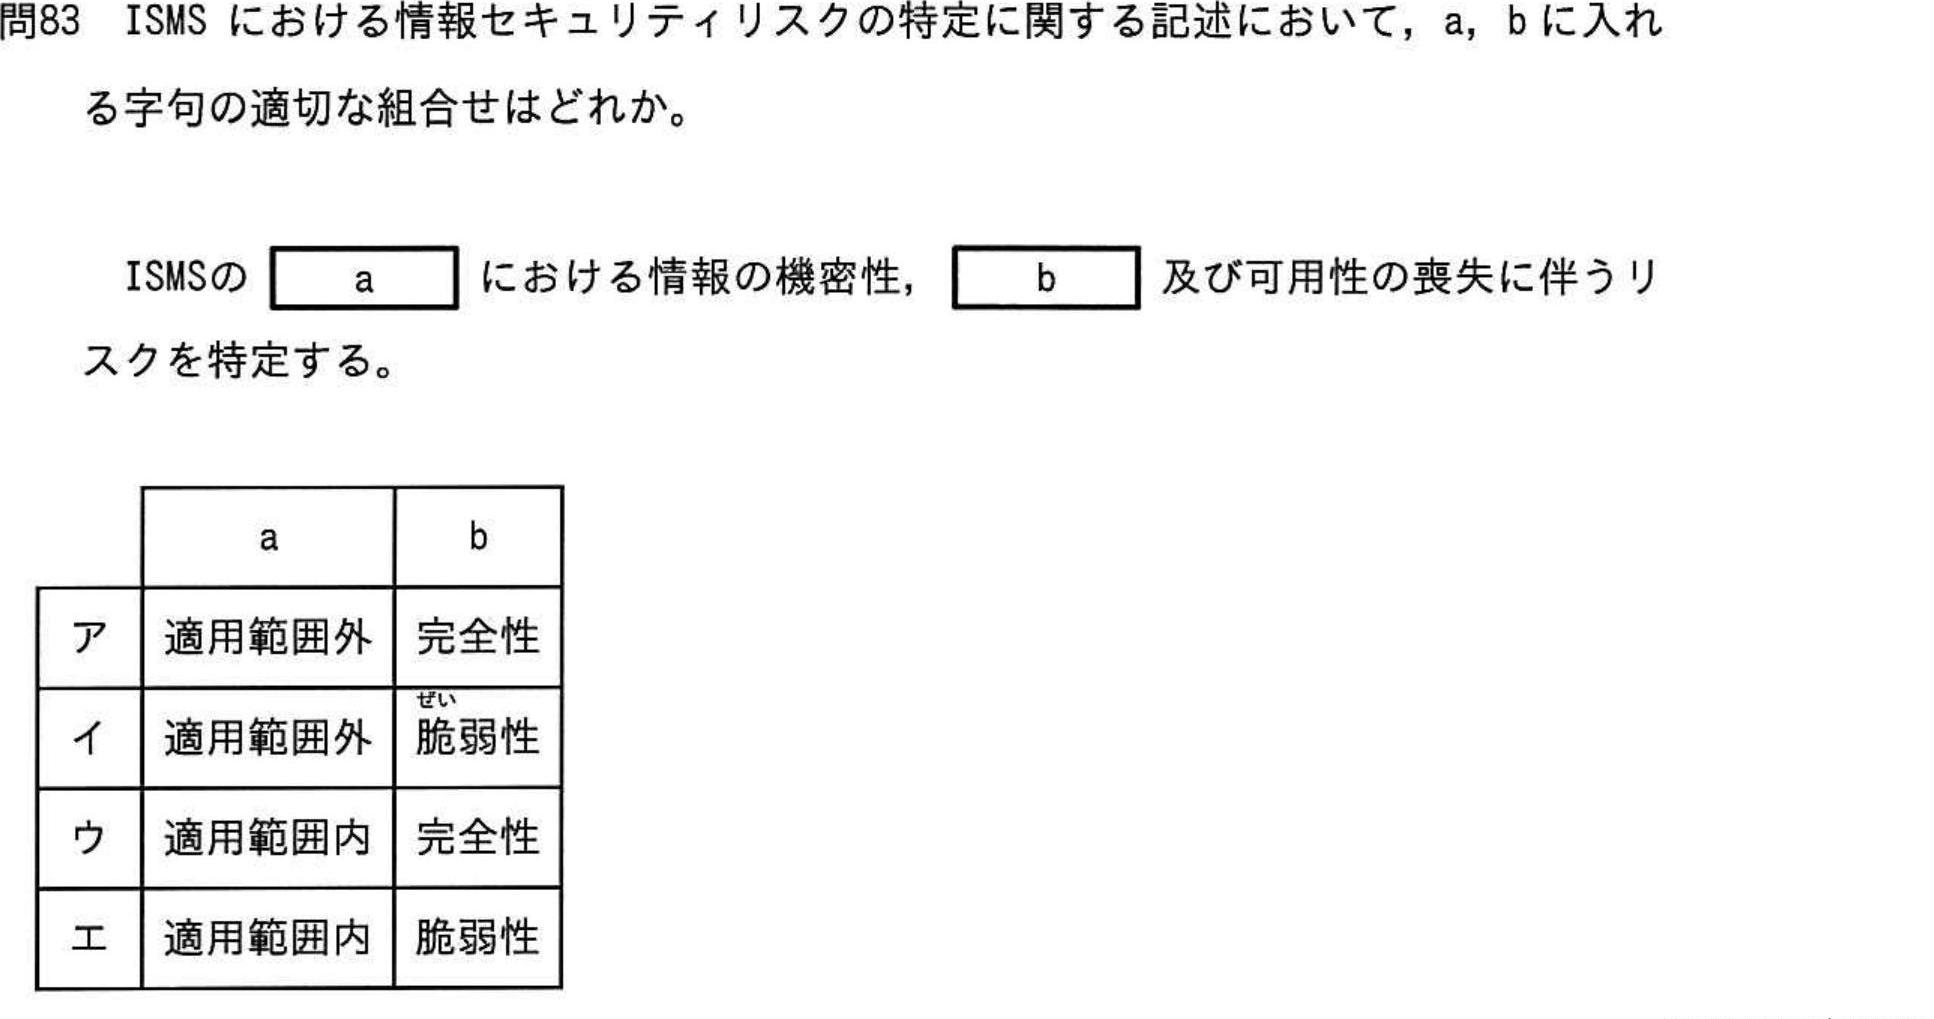 問83　ISMS における情報セキュリティリスクの特定に関する記述において，a，b に入れ
る字句の適切な組合せはどれか。
ISMSの a における情報の機密性， b 及び可用性の喪失に伴うリ
スクを特定する。
a b
ア 適用範囲外 完全性
ぜい
イ 適用範囲外 脆弱性
ウ 適用範囲内 完全性
エ 適用範囲内 脆弱性